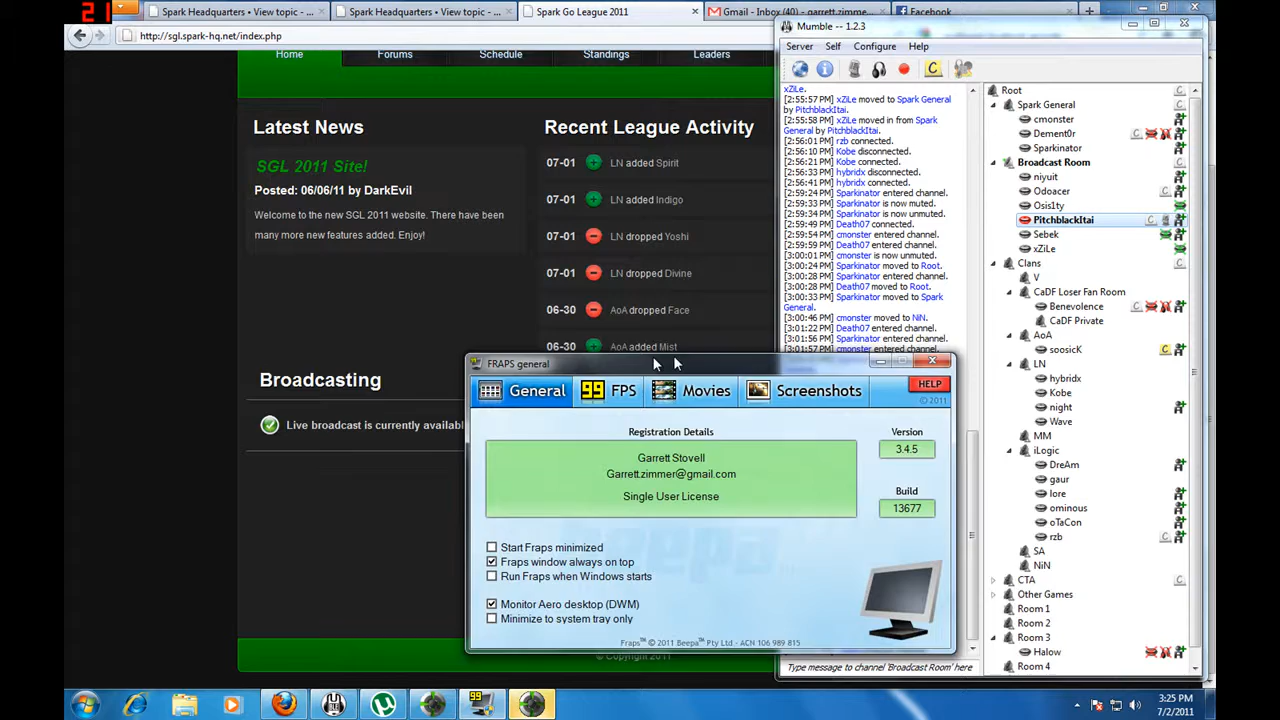 21
Spark Headquarters • View topic - ...
Spark Headquarters • View topic - ...
Spark Go League 2011
Gmail - Inbox (40) - garrett.zimme...
Facebook
http://sgl.spark-hq.net/index.php
Home
Forums
Schedule
Standings
Leaders
Latest News
SGL 2011 Site!
Posted: 06/06/11 by DarkEvil
Welcome to the new SGL 2011 website. There have been
many new features added. Enjoy!
Recent League Activity
07-01 LN added Spirit
07-01 LN added Indigo
07-01 LN dropped Yoshi
07-01 LN dropped Divine
06-30 AoA dropped Face
06-30 AoA added Mist
Broadcasting
Live broadcast is currently availabl
© Copyright 2011
Mumble -- 1.2.3
Server Self Configure Help
xZiLe.
[2:55:57 PM] xZiLe moved to Spark General
by PitchblackItai.
[2:55:58 PM] xZiLe moved in from Spark
General by PitchblackItai.
[2:56:01 PM] rzb connected.
[2:56:10 PM] Kobe disconnected.
[2:56:21 PM] Kobe connected.
[2:56:33 PM] hybridx disconnected.
[2:56:41 PM] hybridx connected.
[2:59:24 PM] Sparkinator entered channel.
[2:59:33 PM] Sparkinator is now muted.
[2:59:34 PM] Sparkinator is now unmuted.
[2:59:47 PM] Death07 connected.
[2:59:54 PM] cmonster entered channel.
[2:59:59 PM] Death07 entered channel.
[3:00:01 PM] cmonster is now unmuted.
[3:00:24 PM] Sparkinator moved to Root.
[3:00:28 PM] Sparkinator entered channel.
[3:00:28 PM] Death07 moved to Root.
[3:00:33 PM] Sparkinator moved to Spark
General.
[3:00:46 PM] cmonster moved to NiN.
[3:01:22 PM] Death07 entered channel.
[3:01:56 PM] Sparkinator entered channel.
[3:01:57 PM] cmonster entered channel.
Type message to channel 'Broadcast Room' here
Root
Spark General
cmonster
Dement0r
Sparkinator
Broadcast Room
niyuit
Odoacer
Osis1ty
PitchblackItai
Sebek
xZiLe
Clans
V
CaDF Loser Fan Room
Benevolence
CaDF Private
AoA
soosicK
LN
hybridx
Kobe
night
Wave
MM
iLogic
DreAm
gaur
lore
ominous
oTaCon
rzb
SA
NiN
CTA
Other Games
Room 1
Room 2
Room 3
Halow
Room 4
FRAPS general
General
99 FPS
Movies
Screenshots
HELP
© 2011
Registration Details
Garrett Stovell
Garrett.zimmer@gmail.com
Single User License
Version
3.4.5
Build
13677
Start Fraps minimized
Fraps window always on top
Run Fraps when Windows starts
Monitor Aero desktop (DWM)
Minimize to system tray only
Fraps™ © 2011 Beepa™ Pty Ltd - ACN 106 989 815
99
3:25 PM
7/2/2011